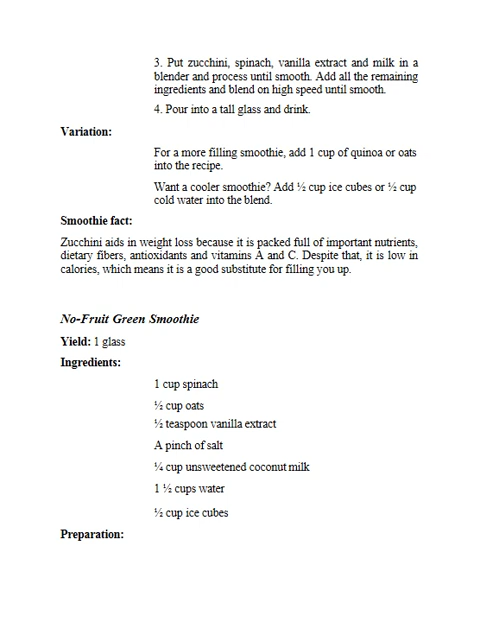 3. Put zucchini, spinach, vanilla extract and milk in a
blender and process until smooth. Add all the remaining
ingredients and blend on high speed until smooth.
4. Pour into a tall glass and drink.
Variation:
For a more filling smoothie, add 1 cup of quinoa or oats
into the recipe.
Want a cooler smoothie? Add ½ cup ice cubes or ½ cup
cold water into the blend.
Smoothie fact:
Zucchini aids in weight loss because it is packed full of important nutrients,
dietary fibers, antioxidants and vitamins A and C. Despite that, it is low in
calories, which means it is a good substitute for filling you up.
No-Fruit Green Smoothie
Yield: 1 glass
Ingredients:
1 cup spinach
½ cup oats
½ teaspoon vanilla extract
A pinch of salt
¼ cup unsweetened coconut milk
1 ½ cups water
½ cup ice cubes
Preparation: